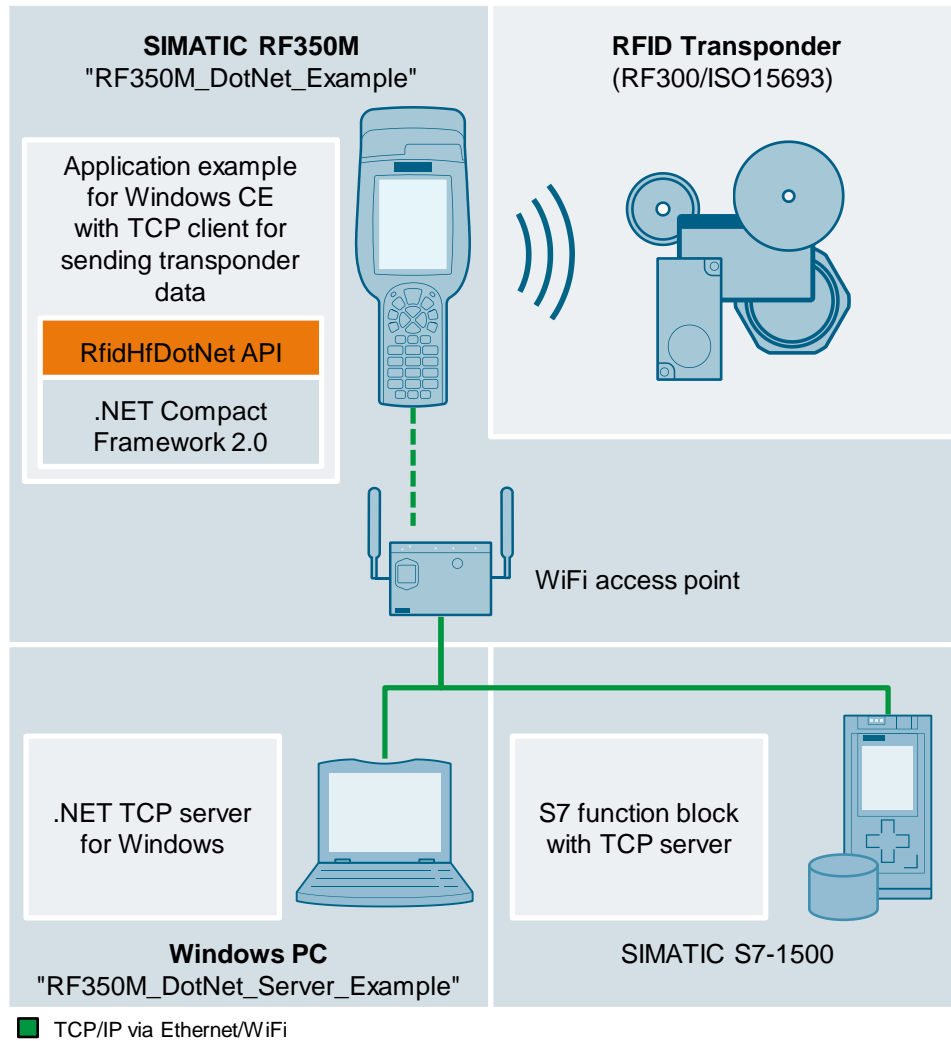 SIMATIC RF350M
"RF350M_DotNet_Example"
RFID Transponder
(RF300/ISO15693)
Application example
for Windows CE
with TCP client for
sending transponder
data
RfidHfDotNet API
.NET Compact
Framework 2.0
WiFi access point
.NET TCP server
for Windows
S7 function block
with TCP server
Windows PC
"RF350M_DotNet_Server_Example"
SIMATIC S7-1500
TCP/IP via Ethernet/WiFi